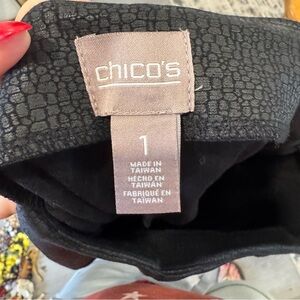 chico's
1
MADE IN
TAIWAN
HECHO EN
TAIWAN
FABRIQUÉ EN
TAIWAN